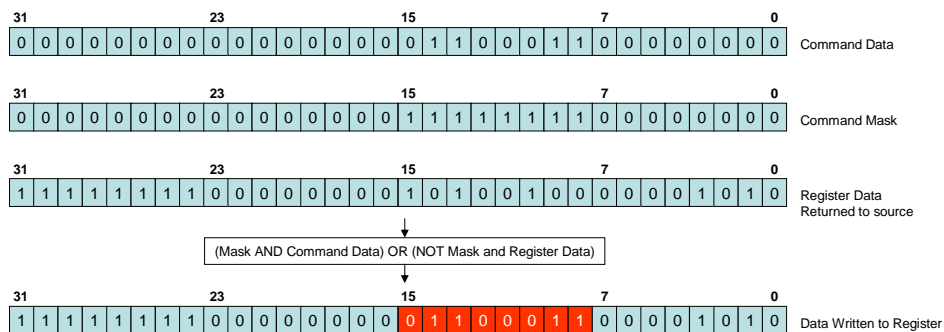 31 23 15 7 0
0 0 0 0 0 0 0 0 0 0 0 0 0 0 0 0 0 1 1 0 0 0 1 1 0 0 0 0 0 0 0 0 Command Data
31 23 15 7 0
0 0 0 0 0 0 0 0 0 0 0 0 0 0 0 0 1 1 1 1 1 1 1 1 0 0 0 0 0 0 0 0 Command Mask
31 23 15 7 0
1 1 1 1 1 1 1 1 0 0 0 0 0 0 0 0 1 0 1 0 0 1 0 0 0 0 0 0 1 0 1 0 Register Data
Returned to source
(Mask AND Command Data) OR (NOT Mask and Register Data)
31 23 15 7 0
1 1 1 1 1 1 1 1 0 0 0 0 0 0 0 0 0 1 1 0 0 0 1 1 0 0 0 0 1 0 1 0 Data Written to Register